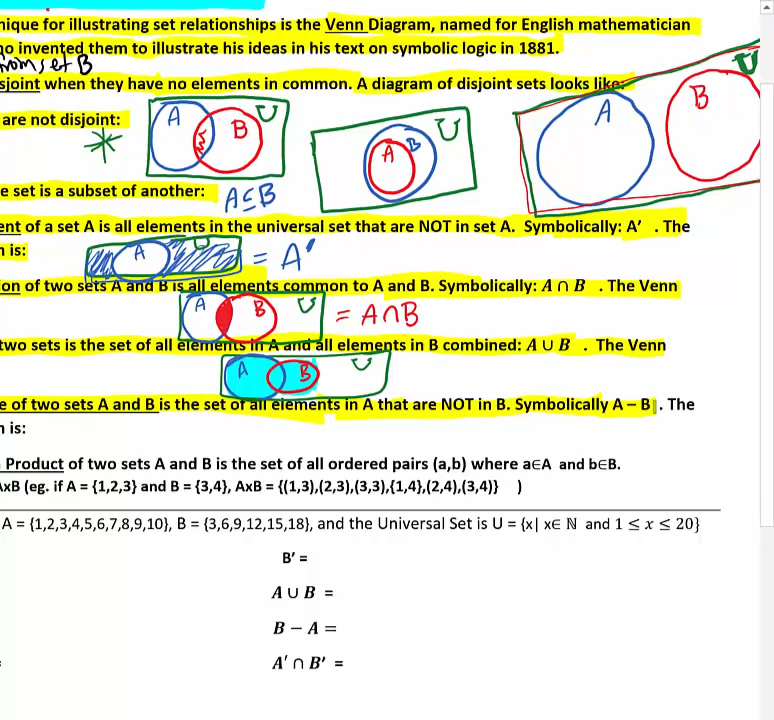 nique for illustrating set relationships is the Venn Diagram, named for English mathematician
no invented them to illustrate his ideas in his text on symbolic logic in 1881.
from set B
sjoint when they have no elements in common. A diagram of disjoint sets looks like:
U
A B U
are not disjoint:
A B U
A B
e set is a subset of another: A⊆B
ent of a set A is all elements in the universal set that are NOT in set A. Symbolically: A′ . The
n is:
A U = A′
ion of two sets A and B is all elements common to A and B. Symbolically: A ∩ B . The Venn
A B U = A∩B
two sets is the set of all elements in A and all elements in B combined: A ∪ B . The Venn
A B U
e of two sets A and B is the set of all elements in A that are NOT in B. Symbolically A – B . The
n is:
Product of two sets A and B is the set of all ordered pairs (a,b) where a∈A and b∈B.
AxB (eg. if A = {1,2,3} and B = {3,4}, AxB = {(1,3),(2,3),(3,3),(1,4),(2,4),(3,4)} )
A = {1,2,3,4,5,6,7,8,9,10}, B = {3,6,9,12,15,18}, and the Universal Set is U = {x| x∈ ℕ and 1 ≤ x ≤ 20}
B′ =
A ∪ B =
B − A =
A′ ∩ B′ =